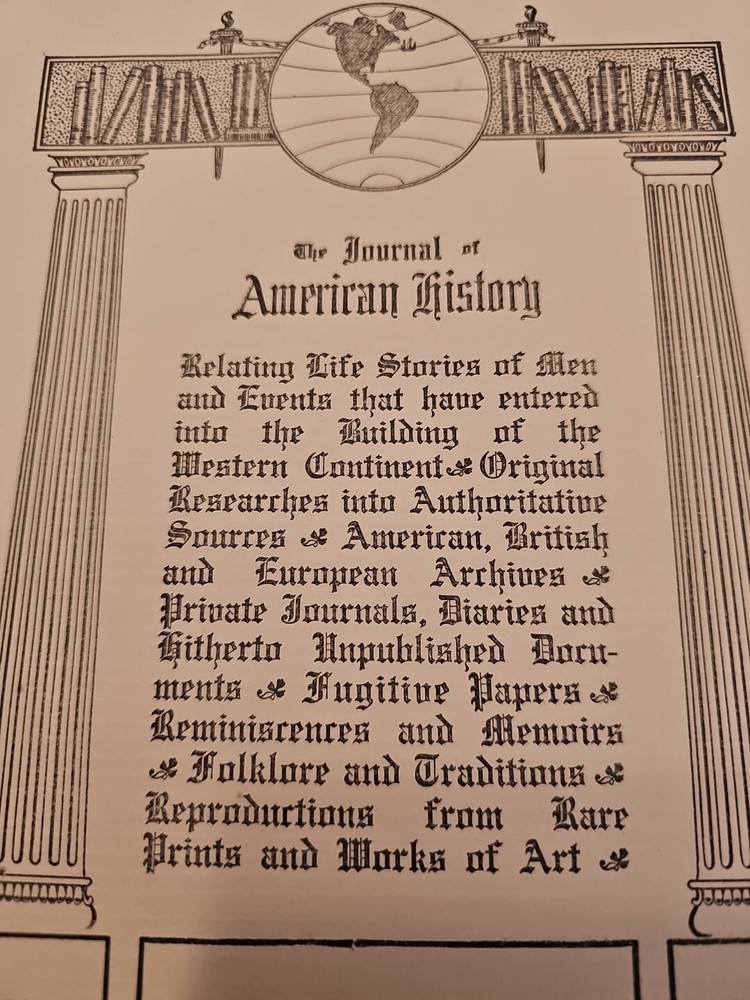 The Journal of
American History
Relating Life Stories of Men
and Events that have entered
into the Building of the
Western Continent Original
Researches into Authoritative
Sources American, British
and European Archives
Private Journals, Diaries and
Hitherto Unpublished Docu-
ments Fugitive Papers
Reminiscences and Memoirs
Folklore and Traditions
Reproductions from Rare
Prints and Works of Art